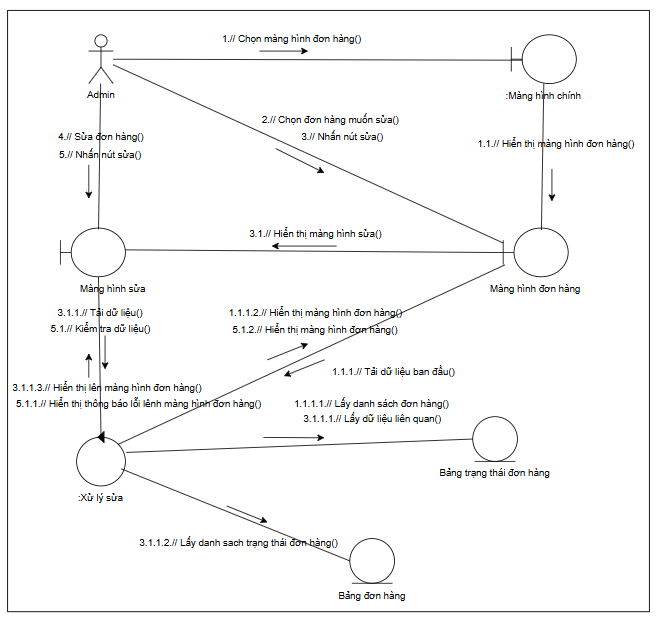 1.// Chọn màng hình đơn hàng()
Admin
:Màng hình chính
2.// Chọn đơn hàng muốn sửa()
3.// Nhấn nút sửa()
4.// Sửa đơn hàng()
5.// Nhấn nút sửa()
1.1.// Hiển thị màng hình đơn hàng()
3.1.// Hiển thị màng hình sửa()
Màng hình sửa
Màng hình đơn hàng
3.1.1.// Tải dữ liệu()
5.1.// Kiểm tra dữ liệu()
1.1.1.2.// Hiển thị màng hình đơn hàng()
5.1.2.// Hiển thị màng hình đơn hàng()
1.1.1.// Tải dữ liệu ban đầu()
3.1.1.3.// Hiển thị lên màng hình đơn hàng()
5.1.1.// Hiển thị thông báo lỗi lênh màng hình đơn hàng()
1.1.1.1.// Lấy danh sách đơn hàng()
3.1.1.1.// Lấy dữ liệu liên quan()
Bảng trạng thái đơn hàng
:Xử lý sửa
3.1.1.2.// Lấy danh sach trạng thái đơn hàng()
Bảng đơn hàng